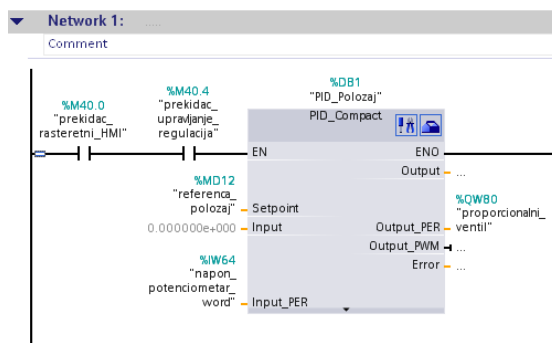 Network 1: .....
Comment
%DB1
"PID_Polozaj"
%M40.0
"prekidac_
rasteretni_HMI"
%M40.4
"prekidac_
upravljanje_
regulacija"
PID_Compact
EN
ENO
Output
...
%MD12
"referenca_
polozaj"
Setpoint
0.000000e+000
Input
%QW80
"proporcionalni_
ventil"
Output_PER
Output_PWM
...
Error
...
%IW64
"napon_
potenciometar_
word"
Input_PER